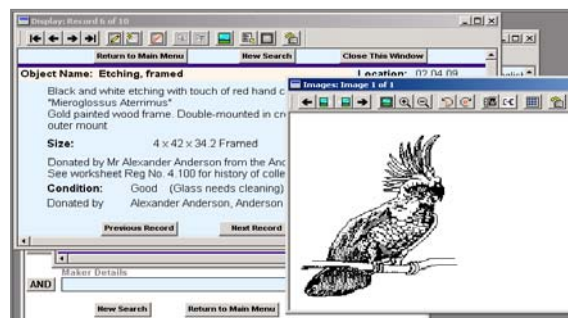 Display: Record 6 of 10
Return to Main Menu New Search Close This Window
Object Name: Etching, framed Location: 02.04.09
Black and white etching with touch of red hand c
"Mieroglossus Aterrimus"
Gold painted wood frame. Double-mounted in cre
outer mount
Size: 4 x 42 x 34.2 Framed
Donated by Mr Alexander Anderson from the And
See worksheet Reg No. 4.100 for history of colle
Condition: Good (Glass needs cleaning)
Donated by Alexander Anderson, Anderson
Previous Record Next Record
Images: Image 1 of 1
Maker Details
AND
New Search Return to Main Menu